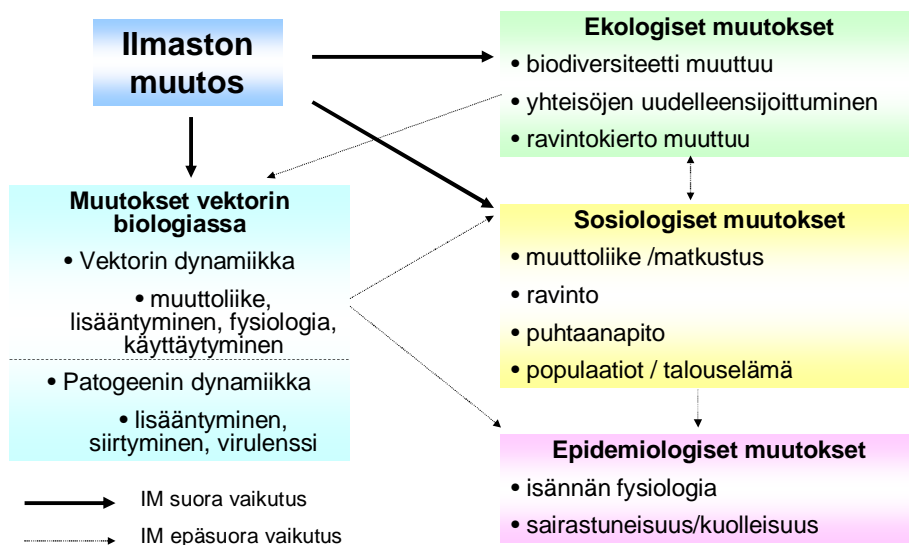 Ilmaston
muutos
Ekologiset muutokset
• biodiversiteetti muuttuu
• yhteisöjen uudelleensijoittuminen
• ravintokierto muuttuu
Muutokset vektorin
biologiassa
• Vektorin dynamiikka
• muuttoliike,
lisääntyminen, fysiologia,
käyttäytyminen
• Patogeenin dynamiikka
• lisääntyminen,
siirtyminen, virulenssi
Sosiologiset muutokset
• muuttoliike /matkustus
• ravinto
• puhtaanapito
• populaatiot / talouselämä
Epidemiologiset muutokset
• isännän fysiologia
• sairastuneisuus/kuolleisuus
IM suora vaikutus
IM epäsuora vaikutus